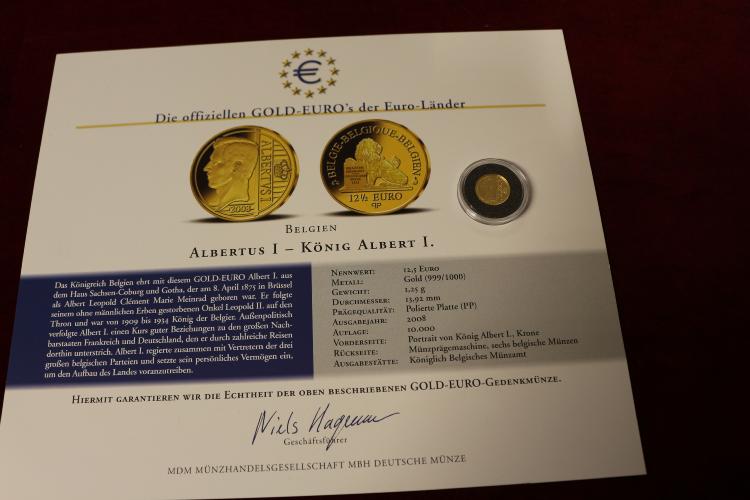 €
Die offiziellen GOLD-EURO's der Euro-Länder
ALBERTUS I
2008
BELGIE·BELGIQUE·BELGIEN
12½ EURO
Belgien
Albertus I – König Albert I.
Das Königreich Belgien ehrt mit diesem GOLD-EURO Albert I. aus
dem Haus Sachsen-Coburg und Gotha, der am 8. April 1875 in Brüssel
als Albert Leopold Clément Marie Meinrad geboren war. Er folgte
seinem ohne männlichen Erben gestorbenen Onkel Leopold II. auf den
Thron und war von 1909 bis 1934 König der Belgier. Außenpolitisch
verfolgte Albert I. einen Kurs guter Beziehungen zu den großen Nach-
barstaaten Frankreich und Deutschland, den er durch zahlreiche Reisen
dorthin unterstrich. Albert I. regierte zusammen mit Vertretern der drei
großen belgischen Parteien und setzte sein persönliches Vermögen ein,
um den Aufbau des Landes voranzutreiben.
Nennwert: 12,5 Euro
Metall: Gold (999/1000)
Gewicht: 1,25 g
Durchmesser: 13,92 mm
Prägequalität: Polierte Platte (PP)
Ausgabejahr: 2008
Auflage: 10.000
Vorderseite: Portrait von König Albert I., Krone
Rückseite: Münzprägemaschine, sechs belgische Münzen
Ausgabestätte: Königlich Belgisches Münzamt
Hiermit garantieren wir die Echtheit der oben beschriebenen GOLD-EURO-Gedenkmünze.
Niels Hagemm
Geschäftsführer
MDM MÜNZHANDELSGESELLSCHAFT MBH DEUTSCHE MÜNZE